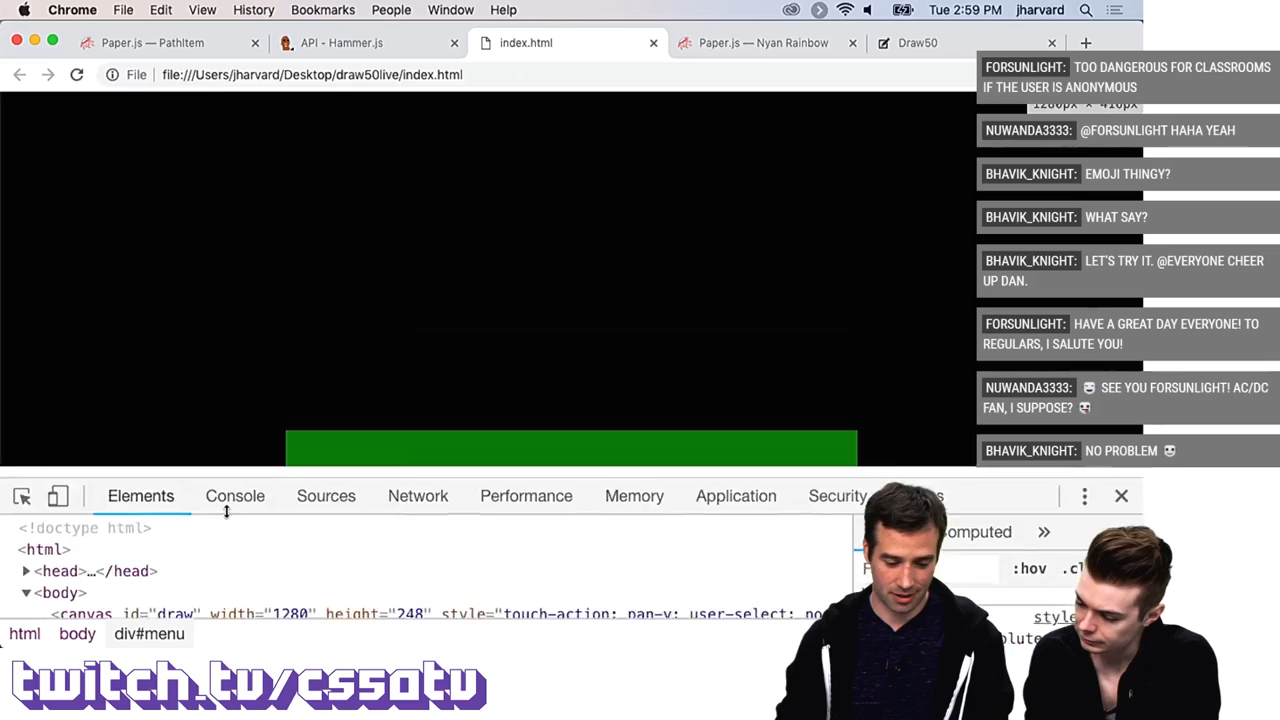 Chrome File Edit View History Bookmarks People Window Help Tue 2:59 PM jharvard
Paper.js — PathItem API - Hammer.js index.html Paper.js — Nyan Rainbow Draw50
File file:///Users/jharvard/Desktop/draw50live/index.html
FORSUNLIGHT: TOO DANGEROUS FOR CLASSROOMS
IF THE USER IS ANONYMOUS
1280px × 416px
NUWANDA3333: @FORSUNLIGHT HAHA YEAH
BHAVIK_KNIGHT: EMOJI THINGY?
BHAVIK_KNIGHT: WHAT SAY?
BHAVIK_KNIGHT: LET'S TRY IT. @EVERYONE CHEER
UP DAN.
FORSUNLIGHT: HAVE A GREAT DAY EVERYONE! TO
REGULARS, I SALUTE YOU!
NUWANDA3333: 😄 SEE YOU FORSUNLIGHT! AC/DC
FAN, I SUPPOSE? 😜
BHAVIK_KNIGHT: NO PROBLEM 😄
Elements Console Sources Network Performance Memory Application Security
<!doctype html>
<html>
<head>…</head>
<body>
<canvas id="draw" width="1280" height="248" style="touch-action: pan-y; user-select: no
omputed »
:hov .cl
style
olute
html body div#menu
twitch.tv/cs50tv